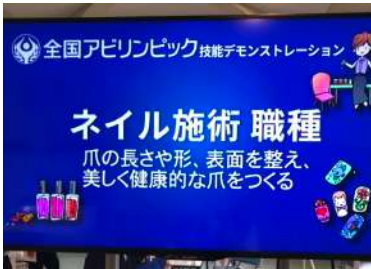 全国アビリンピック技能デモンストレーション
ネイル施術 職種
爪の長さや形、表面を整え、
美しく健康的な爪をつくる